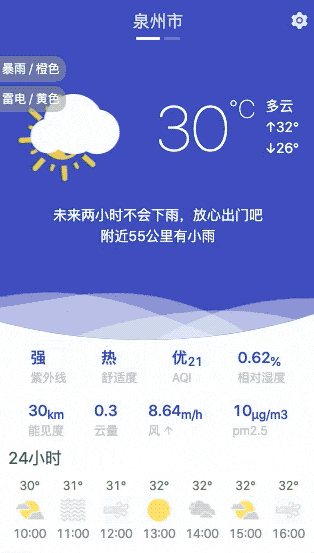 泉州市
暴雨 / 橙色
雷电 / 黄色
30°C
多云
↑32°
↓26°
未来两小时不会下雨，放心出门吧
附近55公里有小雨
强 热 优21 0.62%
紫外线 舒适度 AQI 相对湿度
30km 0.3 8.64m/h 10μg/m3
能见度 云量 风 ↑ pm2.5
24小时
30° 31° 31° 32° 32° 32° 32°
10:00 11:00 12:00 13:00 14:00 15:00 16:00